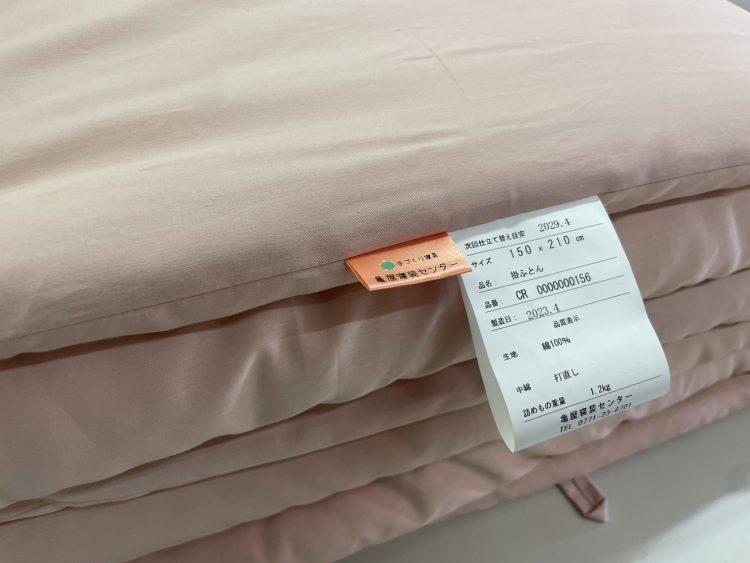 手づくり寝具
亀屋寝装センター
次回仕立て替え目安 2029.4
サイズ 150 x 210 cm
品名: 掛ふとん
品番: CR 0000000156
製造日: 2023.4
品質表示
生地 綿100%
中綿 打直し
詰めもの重量 1.2kg
亀屋寝装センター
TEL 0771-23-6201